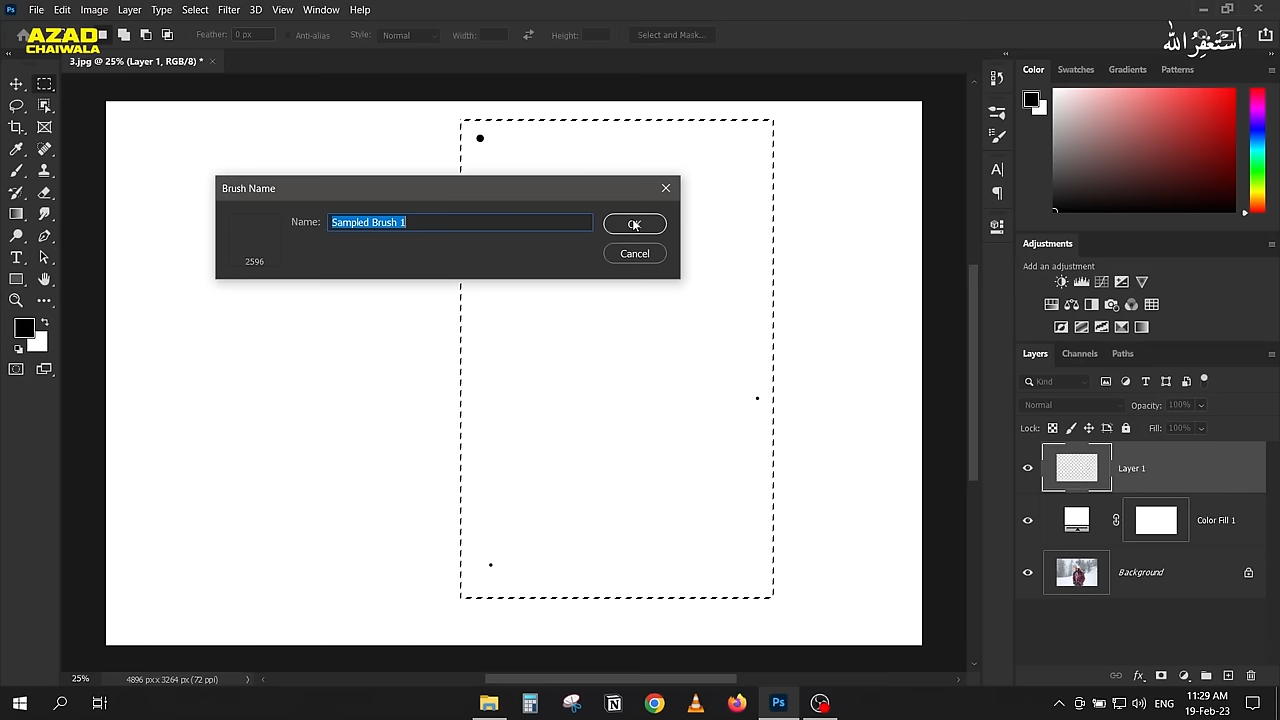 File Edit Image Layer Type Select Filter 3D View Window Help
AZAD
CHAIWALA
Feather: 0 px Anti-alias Style: Normal Width: Height: Select and Mask...
أستغفر الله
3.jpg @ 25% (Layer 1, RGB/8) *
Color Swatches Gradients Patterns
Brush Name
Name: Sampled Brush 1
OK
Cancel
2596
Adjustments
Add an adjustment
Layers Channels Paths
Kind
Normal Opacity: 100%
Lock: Fill: 100%
Layer 1
Color Fill 1
Background
25% 4896 px x 3264 px (72 ppi)
ENG
11:29 AM
19-Feb-23